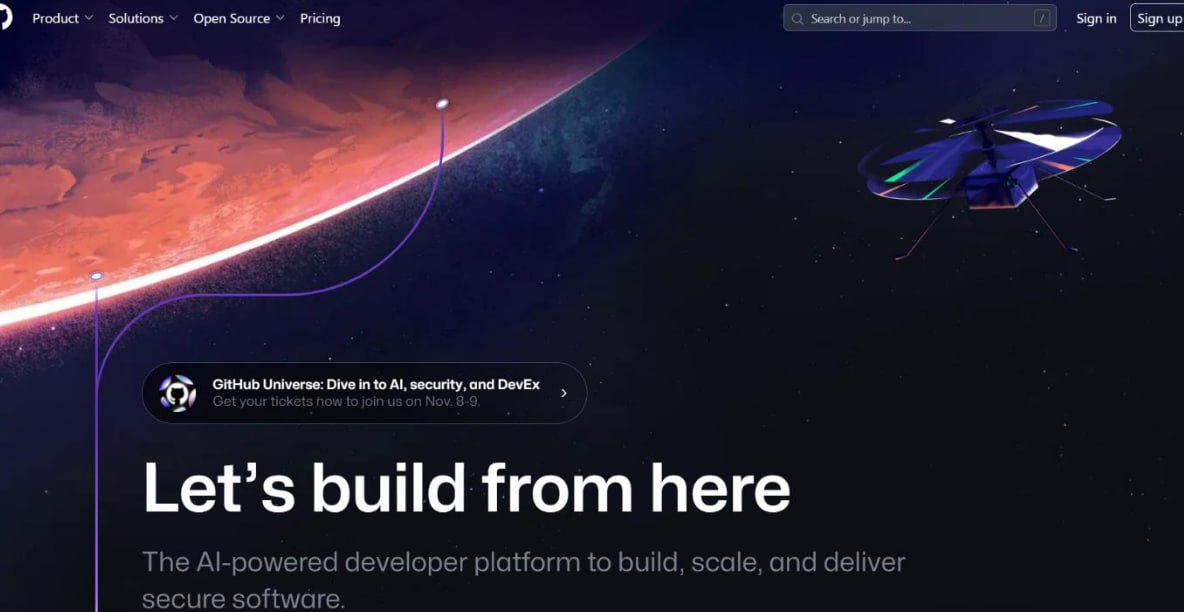 Product
Solutions
Open Source
Pricing
Search or jump to...
/
Sign in
Sign up
GitHub Universe: Dive in to AI, security, and DevEx
Get your tickets now to join us on Nov. 8-9.
Let’s build from here
The AI-powered developer platform to build, scale, and deliver
secure software.